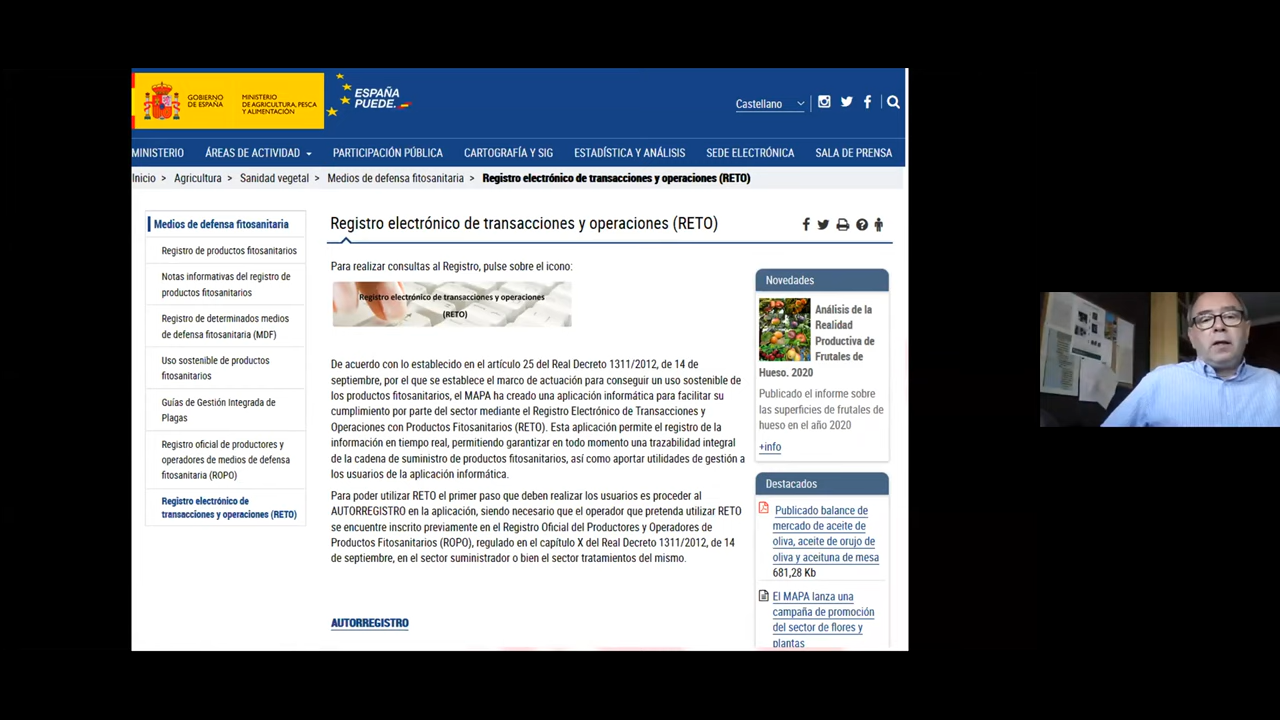 GOBIERNO
DE ESPAÑA
MINISTERIO
DE AGRICULTURA, PESCA
Y ALIMENTACIÓN
ESPAÑA
PUEDE.
Castellano
MINISTERIO
ÁREAS DE ACTIVIDAD
PARTICIPACIÓN PÚBLICA
CARTOGRAFÍA Y SIG
ESTADÍSTICA Y ANÁLISIS
SEDE ELECTRÓNICA
SALA DE PRENSA
Inicio > Agricultura > Sanidad vegetal > Medios de defensa fitosanitaria > Registro electrónico de transacciones y operaciones (RETO)
Medios de defensa fitosanitaria
Registro de productos fitosanitarios
Notas informativas del registro de
productos fitosanitarios
Registro de determinados medios
de defensa fitosanitaria (MDF)
Uso sostenible de productos
fitosanitarios
Guías de Gestión Integrada de
Plagas
Registro oficial de productores y
operadores de medios de defensa
fitosanitaria (ROPO)
Registro electrónico de
transacciones y operaciones (RETO)
Registro electrónico de transacciones y operaciones (RETO)
Para realizar consultas al Registro, pulse sobre el icono:
Registro electrónico de transacciones y operaciones
(RETO)
De acuerdo con lo establecido en el artículo 25 del Real Decreto 1311/2012, de 14 de
septiembre, por el que se establece el marco de actuación para conseguir un uso sostenible de
los productos fitosanitarios, el MAPA ha creado una aplicación informática para facilitar su
cumplimiento por parte del sector mediante el Registro Electrónico de Transacciones y
Operaciones con Productos Fitosanitarios (RETO). Esta aplicación permite el registro de la
información en tiempo real, permitiendo garantizar en todo momento una trazabilidad integral
de la cadena de suministro de productos fitosanitarios, así como aportar utilidades de gestión a
los usuarios de la aplicación informática.
Para poder utilizar RETO el primer paso que deben realizar los usuarios es proceder al
AUTORREGISTRO en la aplicación, siendo necesario que el operador que pretenda utilizar RETO
se encuentre inscrito previamente en el Registro Oficial del Productores y Operadores de
Productos Fitosanitarios (ROPO), regulado en el capítulo X del Real Decreto 1311/2012, de 14
de septiembre, en el sector suministrador o bien el sector tratamientos del mismo.
AUTORREGISTRO
Novedades
Análisis de la
Realidad
Productiva de
Frutales de
Hueso. 2020
Publicado el informe sobre
las superficies de frutales de
hueso en el año 2020
+info
Destacados
Publicado balance de
mercado de aceite de
oliva, aceite de orujo de
oliva y aceituna de mesa
681,28 Kb
El MAPA lanza una
campaña de promoción
del sector de flores y
plantas